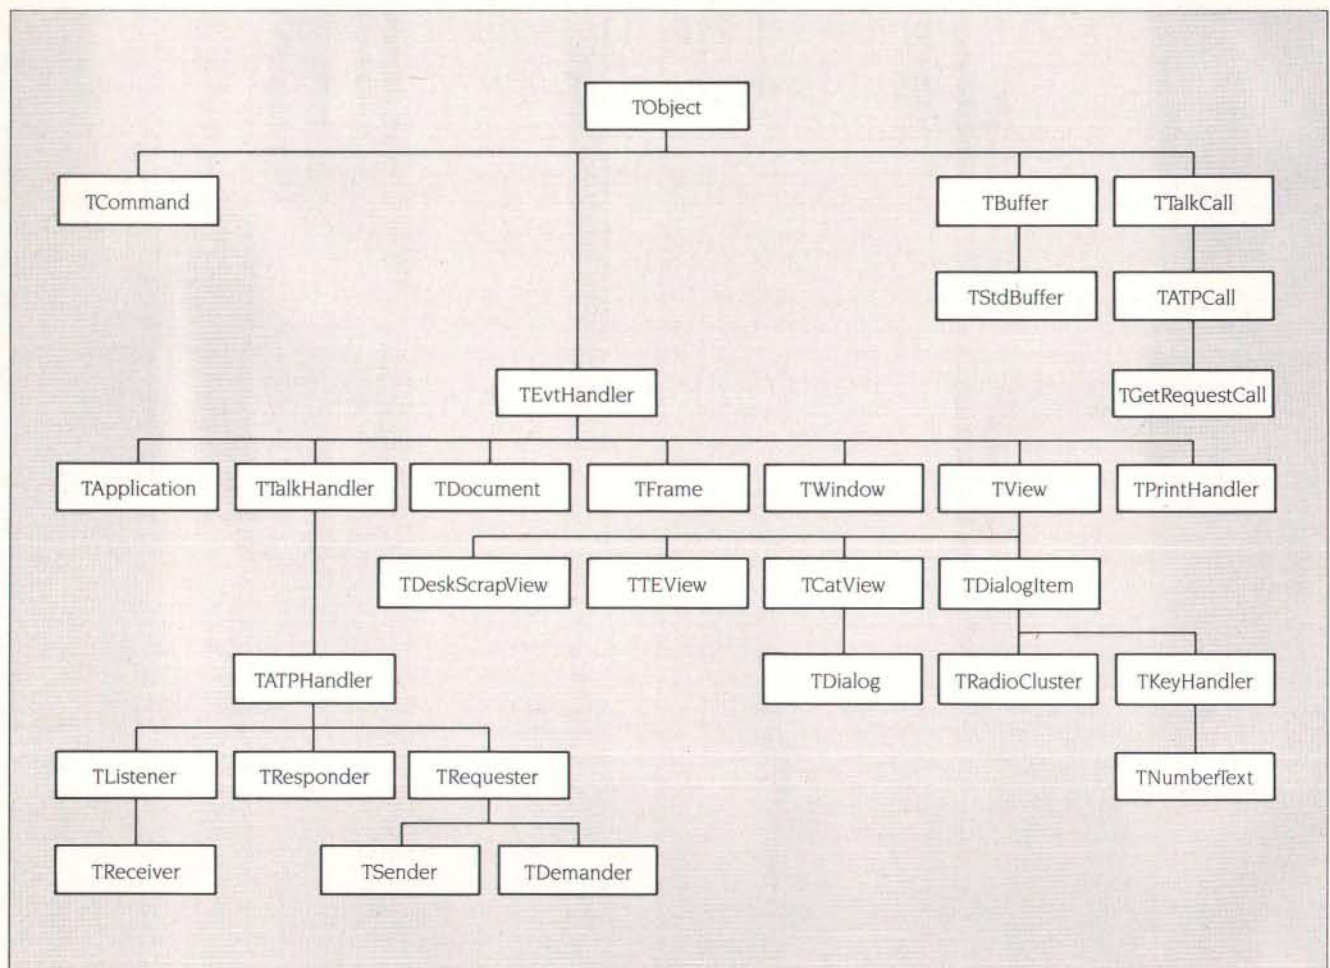 TObject
TCommand
TBuffer
TTalkCall
TStdBuffer
TATPCall
TEvtHandler
TGetRequestCall
TApplication
TTalkHandler
TDocument
TFrame
TWindow
TView
TPrintHandler
TDeskScrapView
TTEView
TCatView
TDialogItem
TATPHandler
TDialog
TRadioCluster
TKeyHandler
TListener
TResponder
TRequester
TNumberText
TReceiver
TSender
TDemander